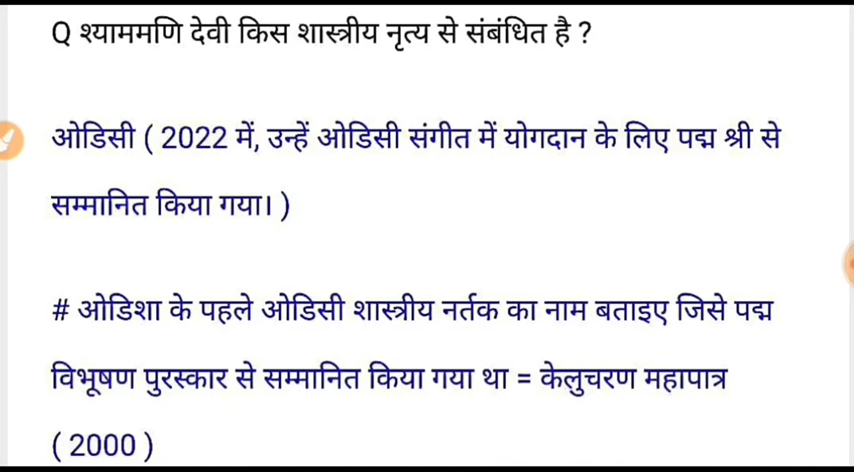 Q श्याममणि देवी किस शास्त्रीय नृत्य से संबंधित है ?
ओडिसी ( 2022 में, उन्हें ओडिसी संगीत में योगदान के लिए पद्म श्री से
सम्मानित किया गया। )
# ओडिशा के पहले ओडिसी शास्त्रीय नर्तक का नाम बताइए जिसे पद्म
विभूषण पुरस्कार से सम्मानित किया गया था = केलुचरण महापात्र
( 2000 )